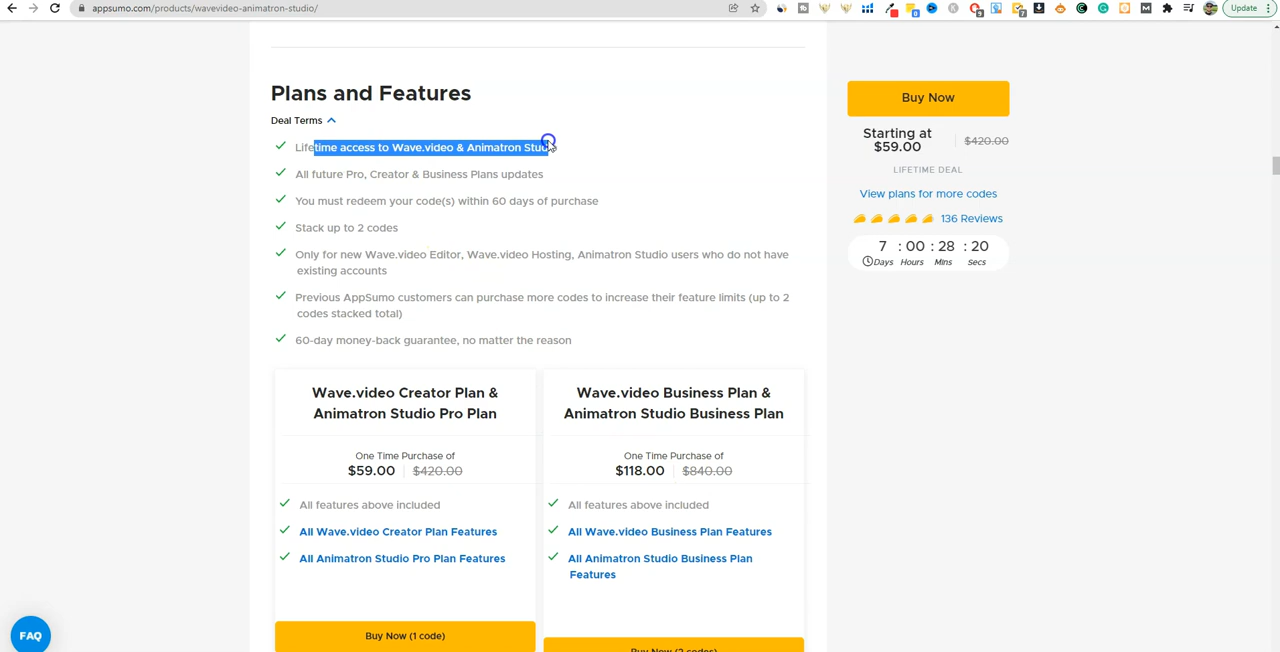 appsumo.com/products/wavevideo-animatron-studio/
Update
Plans and Features
Deal Terms
Lifetime access to Wave.video & Animatron Stud
All future Pro, Creator & Business Plans updates
You must redeem your code(s) within 60 days of purchase
Stack up to 2 codes
Only for new Wave.video Editor, Wave.video Hosting, Animatron Studio users who do not have
existing accounts
Previous AppSumo customers can purchase more codes to increase their feature limits (up to 2
codes stacked total)
60-day money-back guarantee, no matter the reason
Wave.video Creator Plan &
Animatron Studio Pro Plan
One Time Purchase of
$59.00 | $420.00
All features above included
All Wave.video Creator Plan Features
All Animatron Studio Pro Plan Features
Buy Now (1 code)
Wave.video Business Plan &
Animatron Studio Business Plan
One Time Purchase of
$118.00 | $840.00
All features above included
All Wave.video Business Plan Features
All Animatron Studio Business Plan
Features
Buy Now (2 codes)
Buy Now
Starting at
$59.00 | $420.00
LIFETIME DEAL
View plans for more codes
136 Reviews
7 : 00 : 28 : 20
Days Hours Mins Secs
FAQ